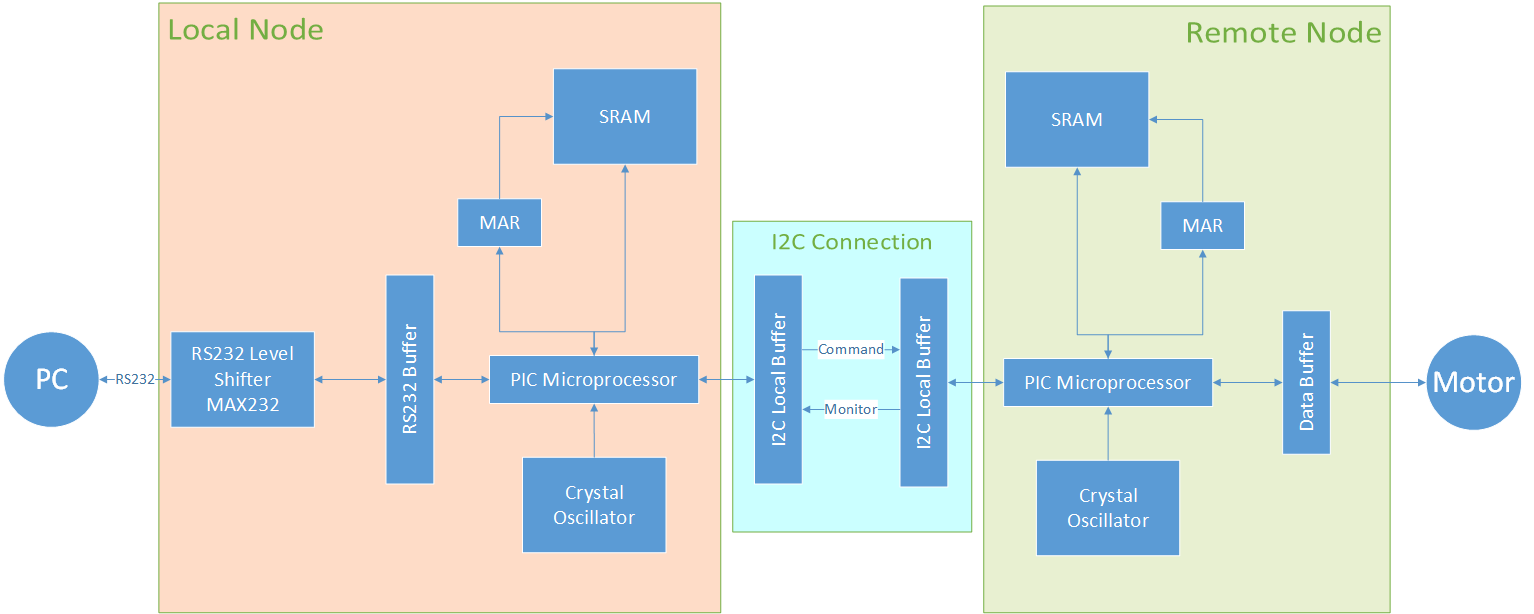 Local Node
SRAM
MAR
PC
RS232
RS232 Level
Shifter
MAX232
RS232 Buffer
PIC Microprocessor
Crystal
Oscillator
I2C Connection
I2C Local Buffer
Command
Monitor
I2C Local Buffer
Remote Node
SRAM
MAR
PIC Microprocessor
Crystal
Oscillator
Data Buffer
Motor